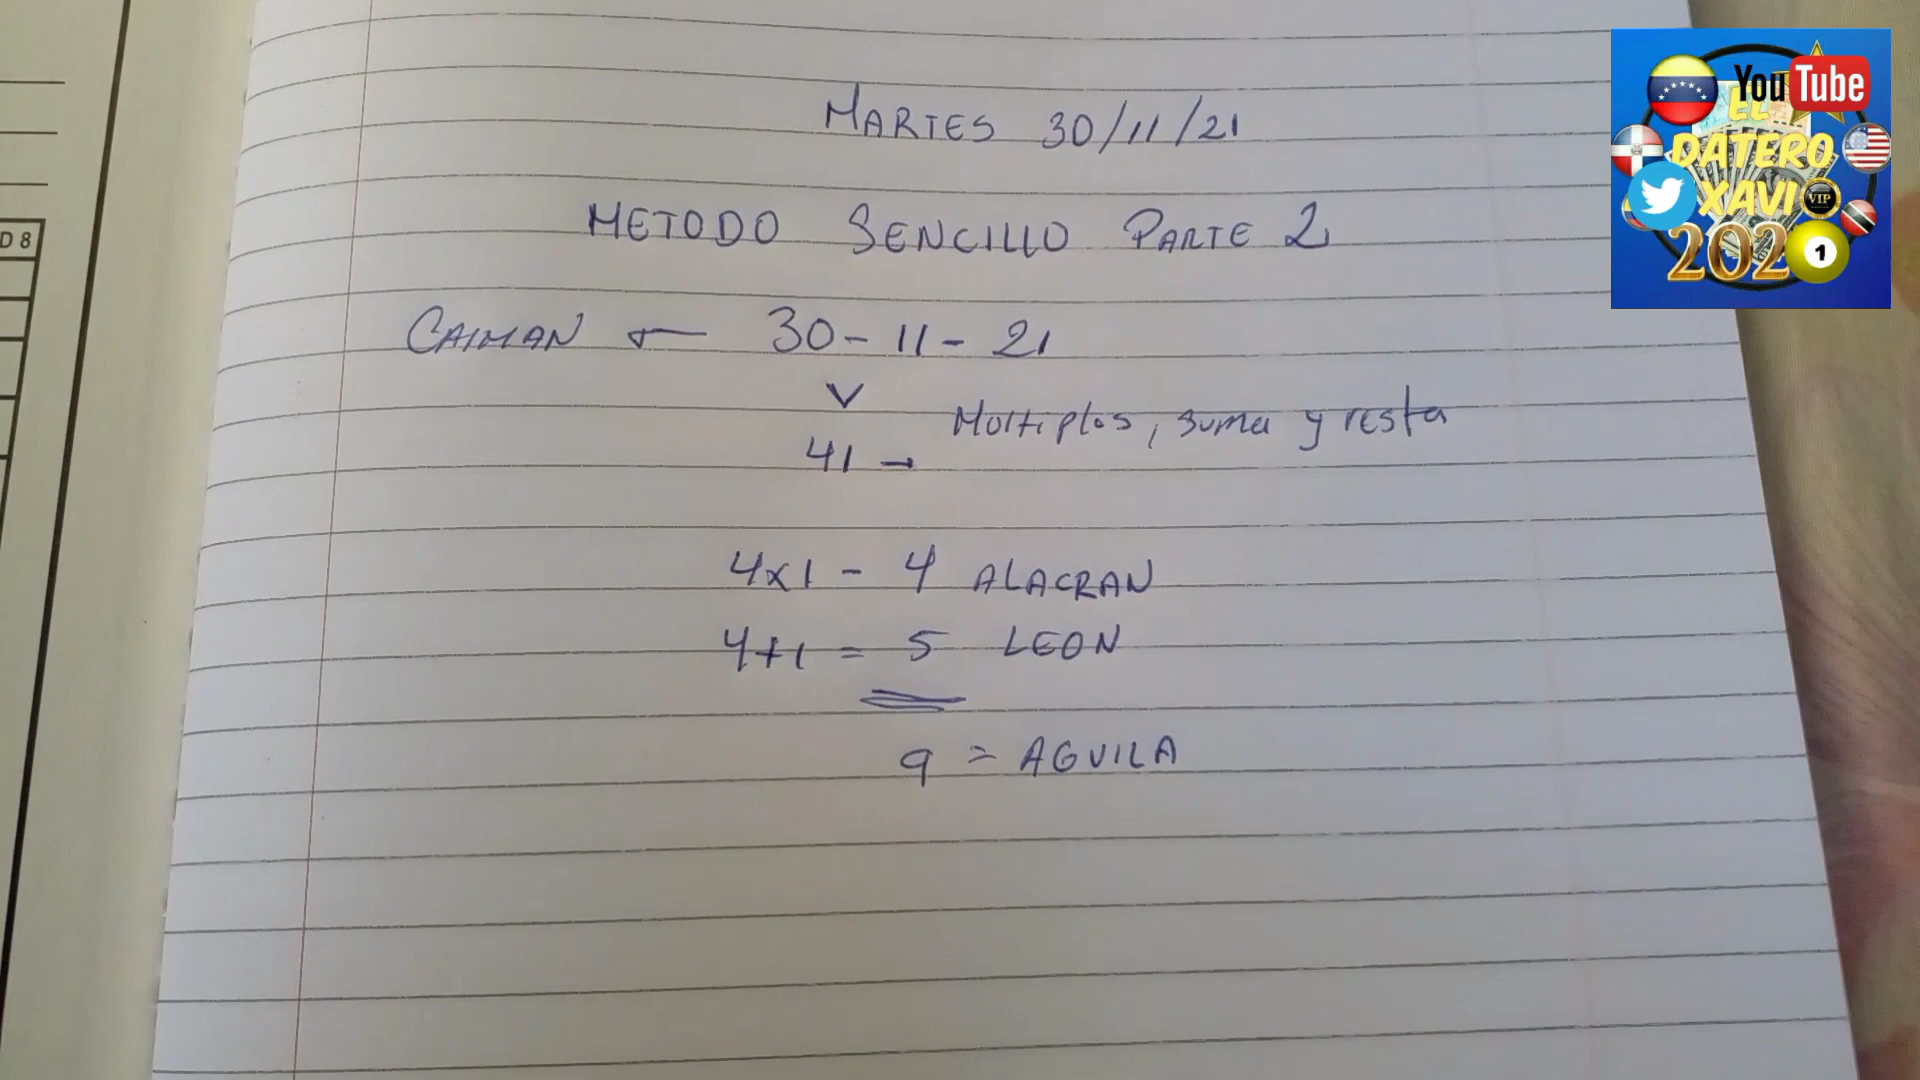 MARTES 30/11/21
METODO SENCILLO PARTE 2
CAIMAN ← 30-11-21
v
41 → Multiplos, suma y resta
4x1 - 4 ALACRAN
4+1 = 5 LEON
9 = AGUILA
D 8
YouTube
EL
DATERO
XAVI
VIP
202
1